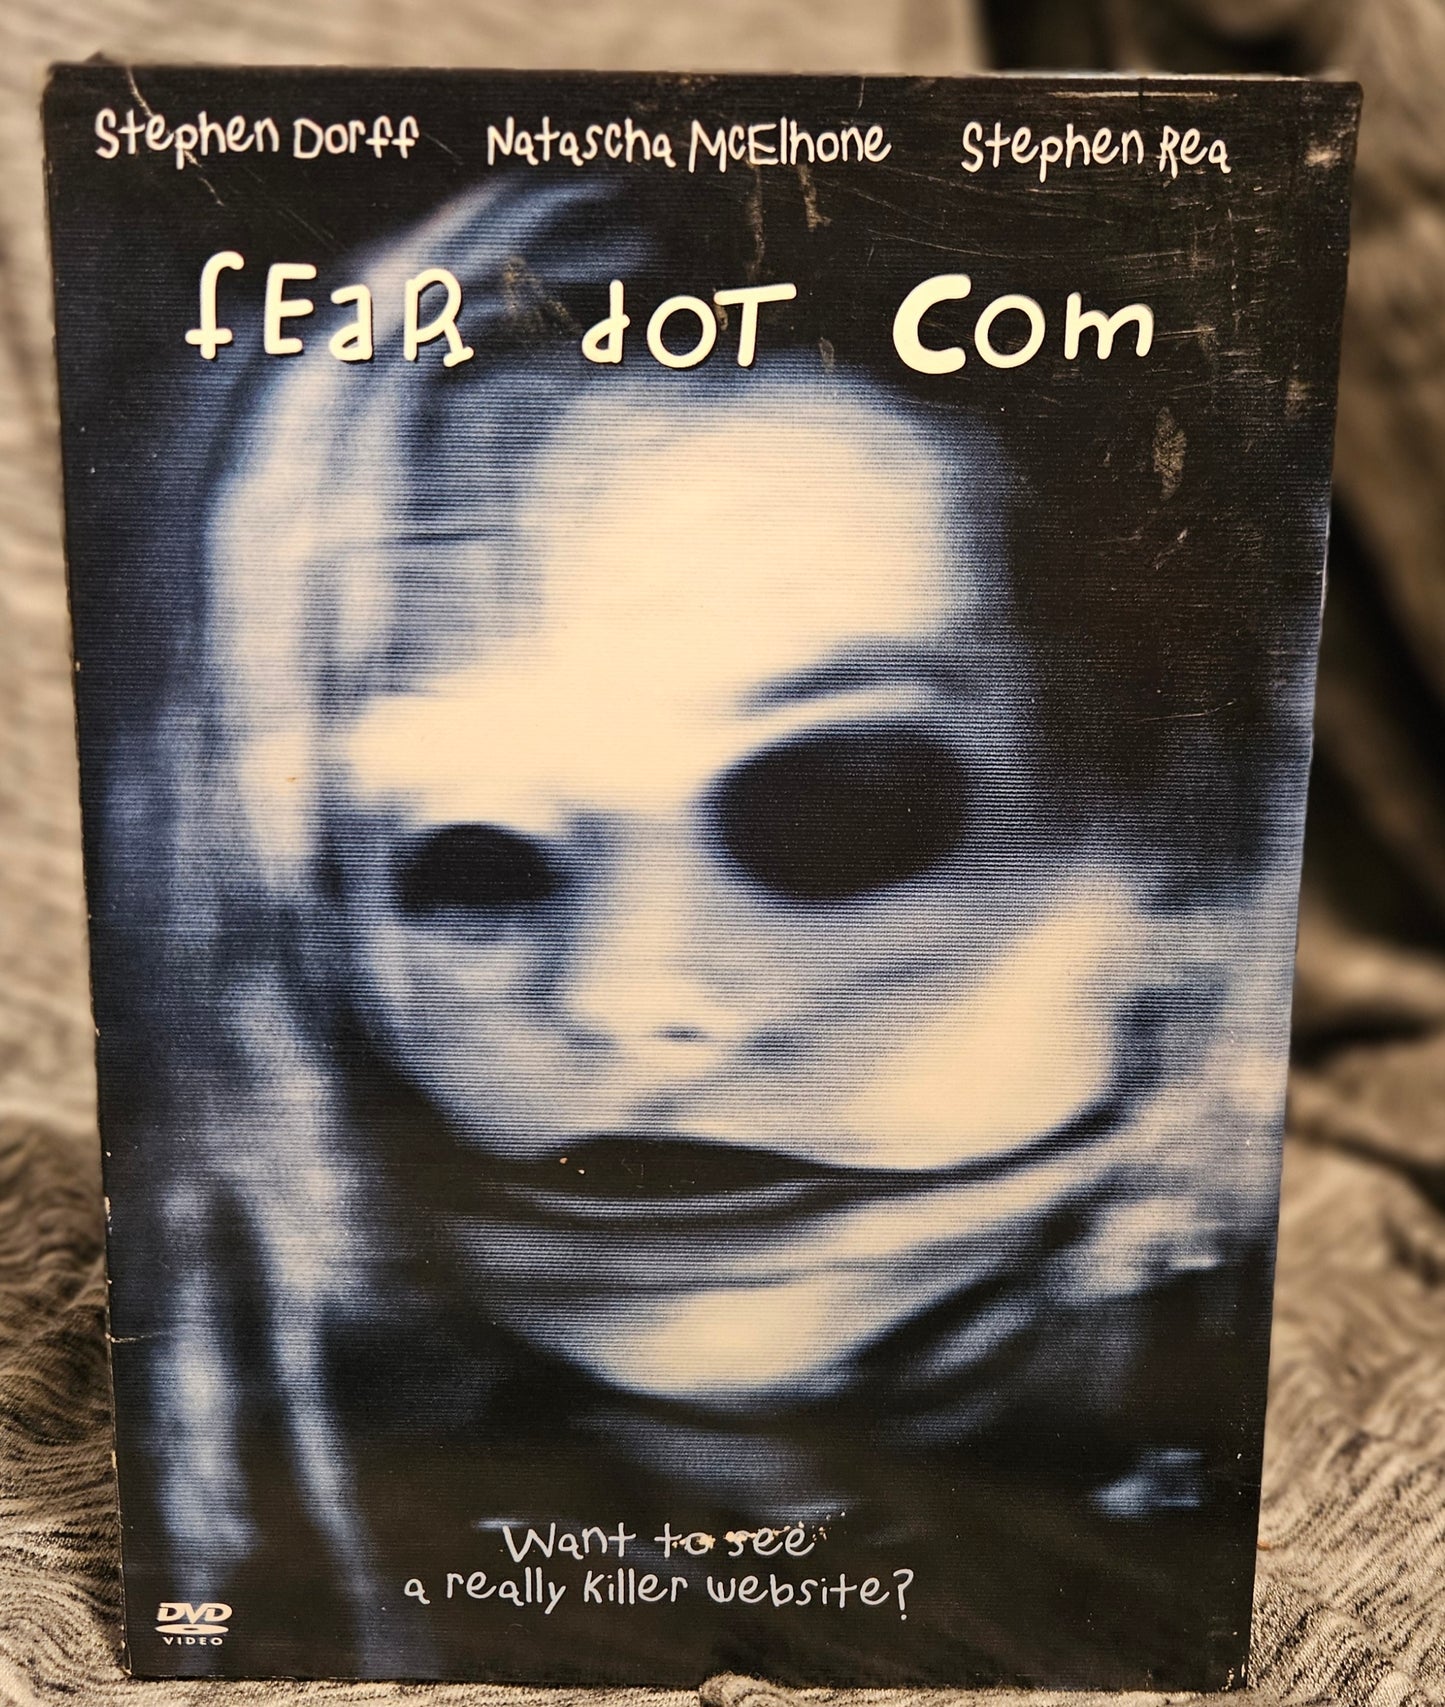 Stephen Dorff Natascha McElhone Stephen Rea
fEaR dOT Com
Want to see
a really killer website?
DVD
VIDEO